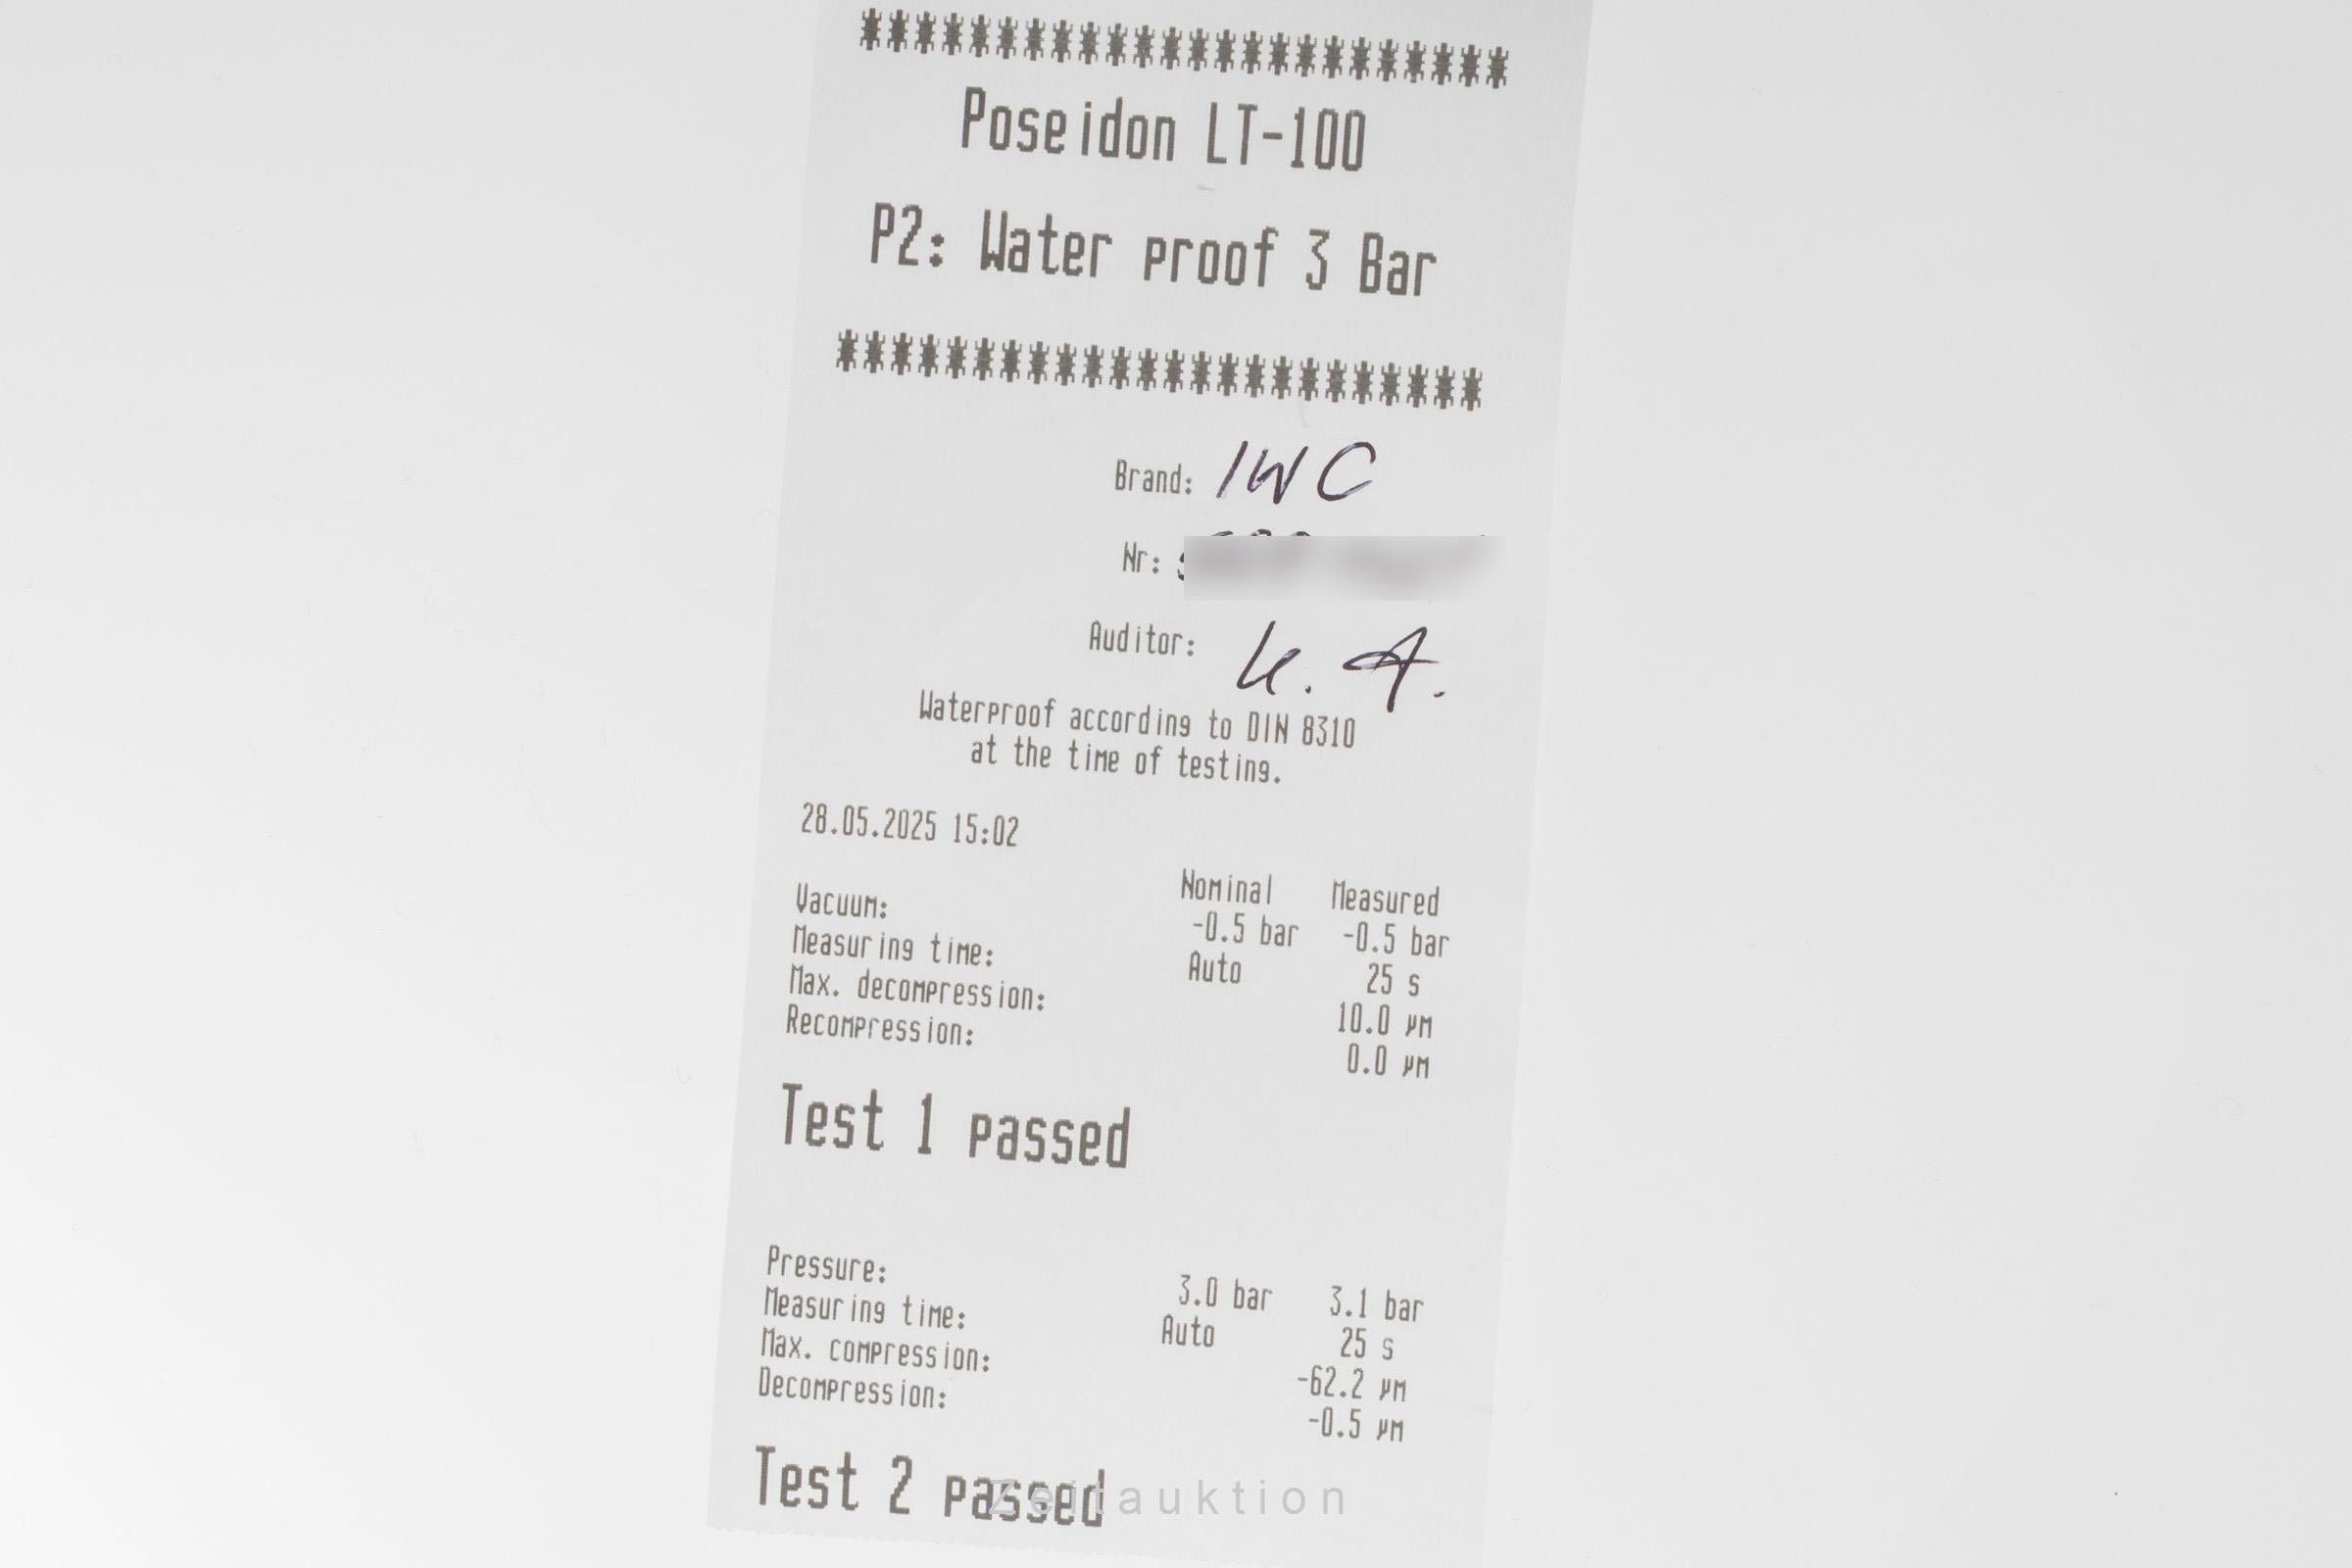 ************************
Poseidon LT-100
P2: Water proof 3 Bar
************************
Brand: IWC
Nr:
Auditor: K. A.
Waterproof according to DIN 8310
at the time of testing.
28.05.2025 15:02
Nominal Measured
Vacuum: -0.5 bar -0.5 bar
Measuring time: Auto 25 s
Max. decompression: 10.0 µm
Recompression: 0.0 µm
Test 1 passed
Pressure: 3.0 bar 3.1 bar
Measuring time: Auto 25 s
Max. compression: -62.2 µm
Decompression: -0.5 µm
Test 2 passed
Zeitauktion